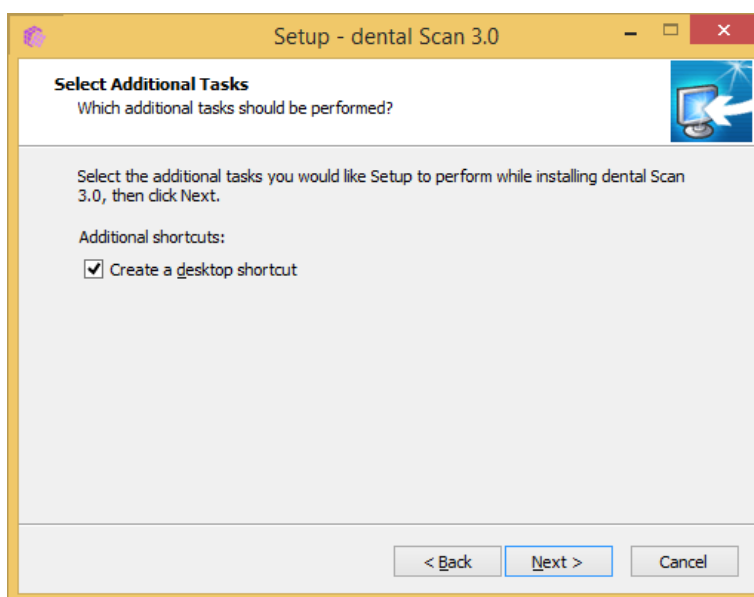 Setup - dental Scan 3.0
Select Additional Tasks
Which additional tasks should be performed?
Select the additional tasks you would like Setup to perform while installing dental Scan
3.0, then click Next.
Additional shortcuts:
Create a desktop shortcut
< Back
Next >
Cancel